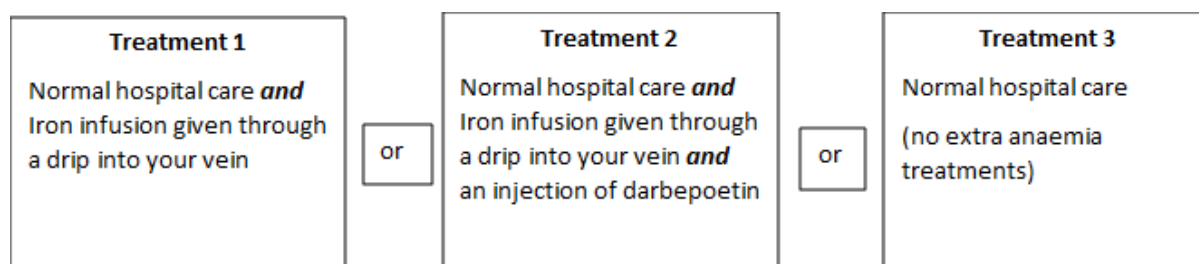 Treatment 1
Normal hospital care and
Iron infusion given through
a drip into your vein
or
Treatment 2
Normal hospital care and
Iron infusion given through
a drip into your vein and
an injection of darbepoetin
or
Treatment 3
Normal hospital care
(no extra anaemia
treatments)